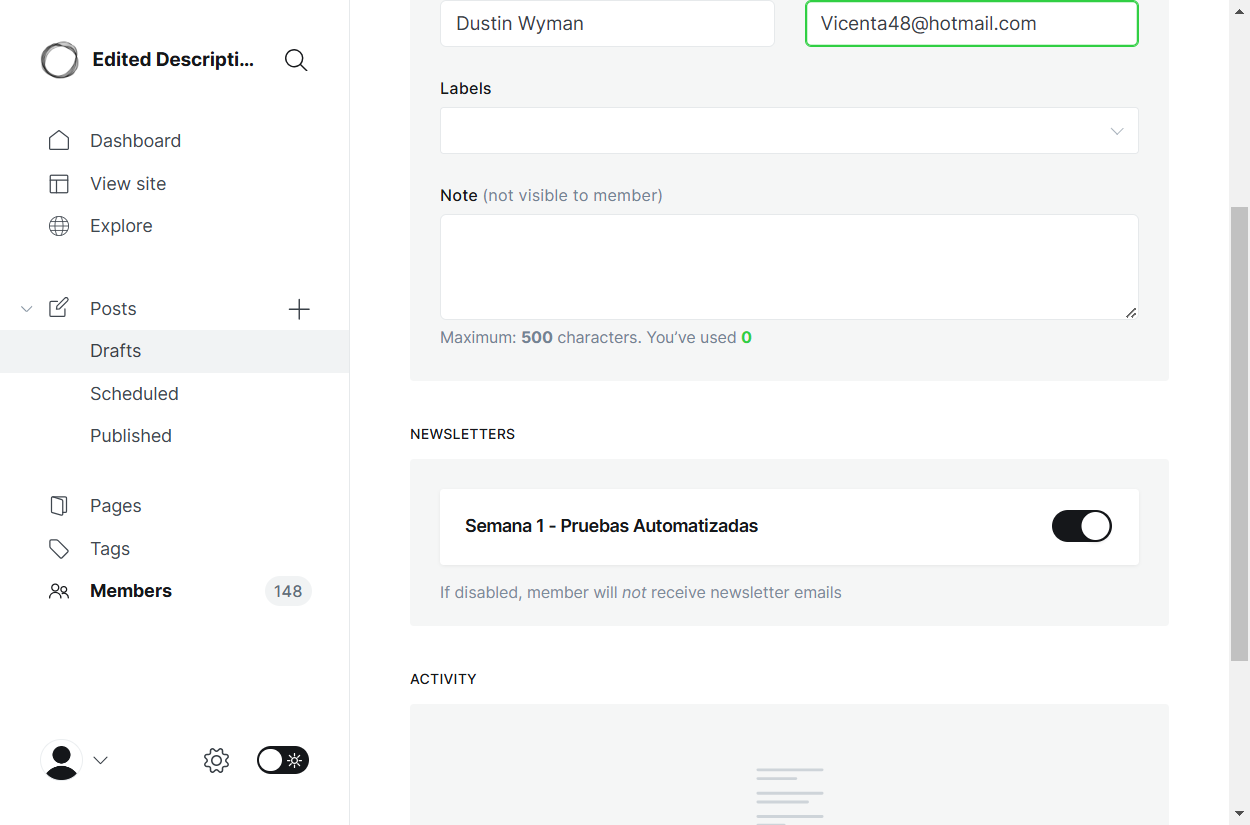 Edited Descripti...
Dashboard
View site
Explore
Posts
Drafts
Scheduled
Published
Pages
Tags
Members 148
Dustin Wyman Vicenta48@hotmail.com
Labels
Note (not visible to member)
Maximum: 500 characters. You’ve used 0
NEWSLETTERS
Semana 1 - Pruebas Automatizadas
If disabled, member will not receive newsletter emails
ACTIVITY